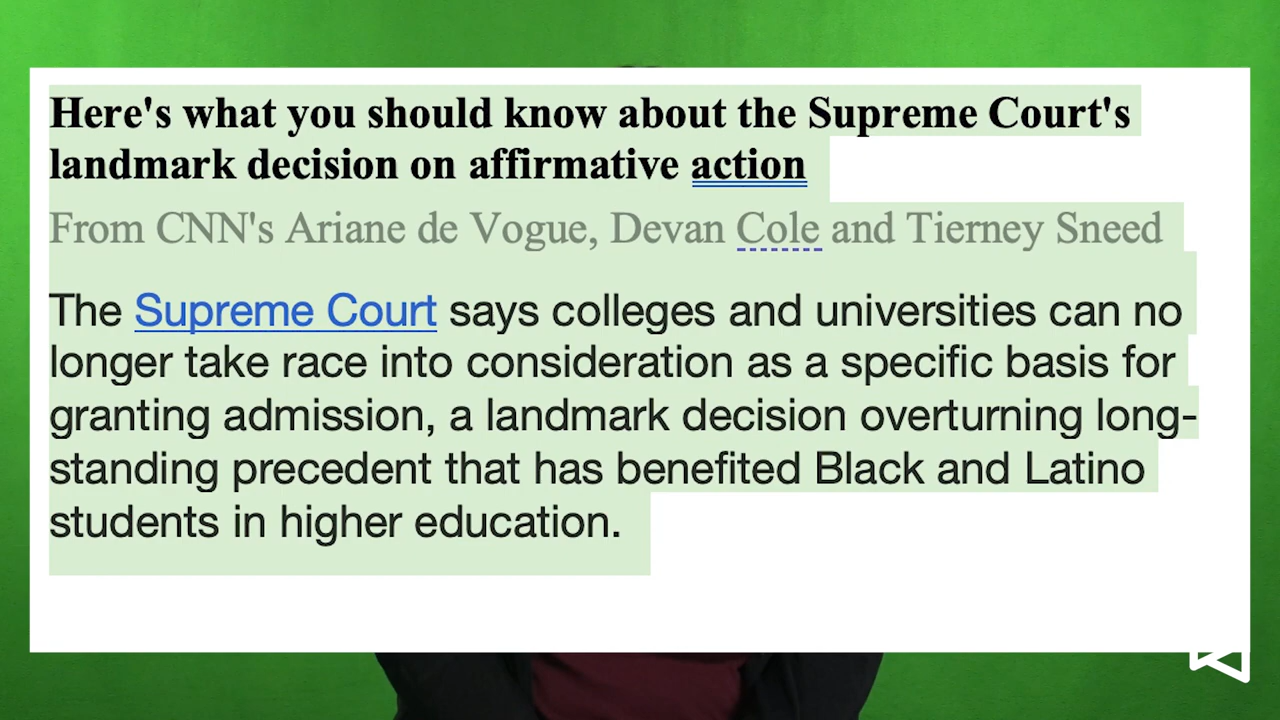 Here's what you should know about the Supreme Court's
landmark decision on affirmative action
From CNN's Ariane de Vogue, Devan Cole and Tierney Sneed
The Supreme Court says colleges and universities can no
longer take race into consideration as a specific basis for
granting admission, a landmark decision overturning long-
standing precedent that has benefited Black and Latino
students in higher education.